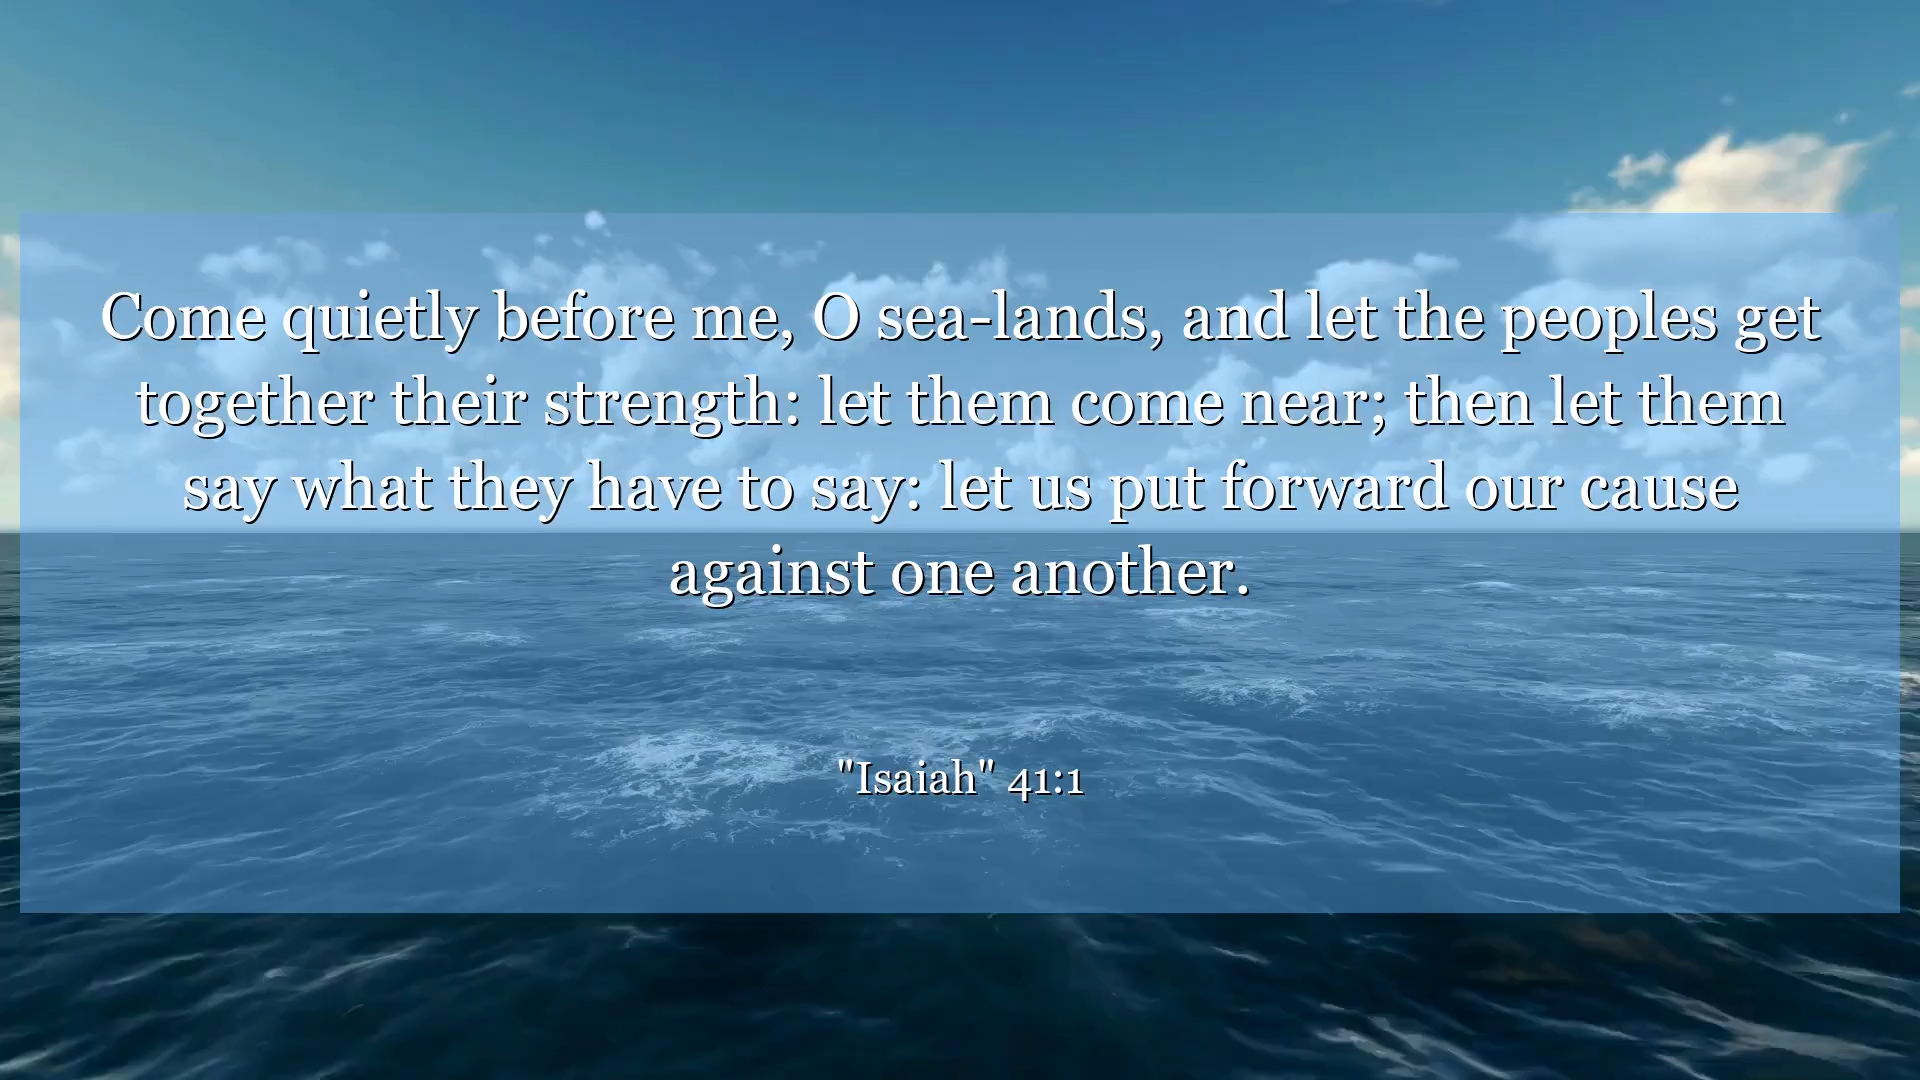 Come quietly before me, O sea-lands, and let the peoples get
together their strength: let them come near; then let them
say what they have to say: let us put forward our cause
against one another.
"Isaiah" 41:1